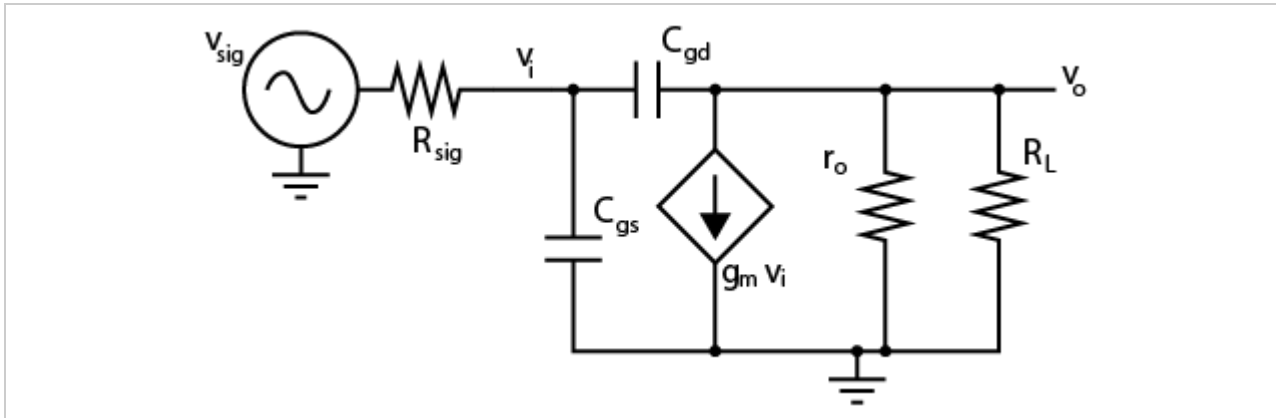 v_sig
R_sig
v_i
C_gd
v_o
C_gs
g_m v_i
r_o
R_L